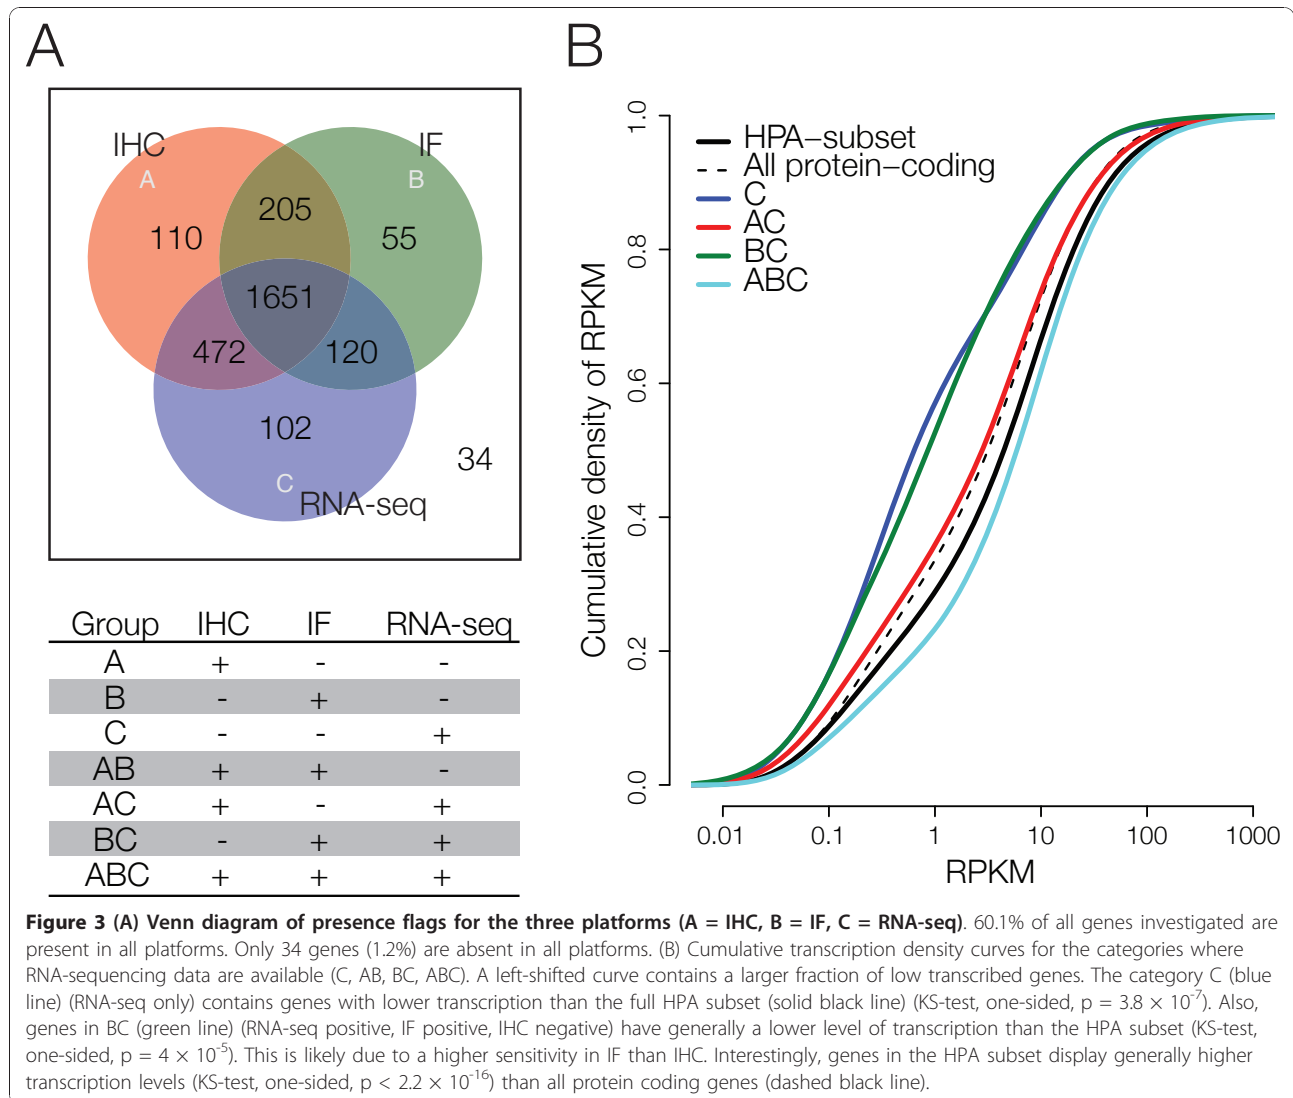 A
B
IHC
IF
A
B
205
110
55
1651
472
120
102
34
C
RNA-seq
Group IHC IF RNA-seq
A + - -
B - + -
C - - +
AB + + -
AC + - +
BC - + +
ABC + + +
HPA–subset
All protein–coding
C
AC
BC
ABC
Cumulative density of RPKM
1.0
0.8
0.6
0.4
0.2
0.0
0.01 0.1 1 10 100 1000
RPKM
Figure 3 (A) Venn diagram of presence flags for the three platforms (A = IHC, B = IF, C = RNA-seq). 60.1% of all genes investigated are
present in all platforms. Only 34 genes (1.2%) are absent in all platforms. (B) Cumulative transcription density curves for the categories where
RNA-sequencing data are available (C, AB, BC, ABC). A left-shifted curve contains a larger fraction of low transcribed genes. The category C (blue
line) (RNA-seq only) contains genes with lower transcription than the full HPA subset (solid black line) (KS-test, one-sided, p = 3.8 × 10-7). Also,
genes in BC (green line) (RNA-seq positive, IF positive, IHC negative) have generally a lower level of transcription than the HPA subset (KS-test,
one-sided, p = 4 × 10-5). This is likely due to a higher sensitivity in IF than IHC. Interestingly, genes in the HPA subset display generally higher
transcription levels (KS-test, one-sided, p < 2.2 × 10-16) than all protein coding genes (dashed black line).